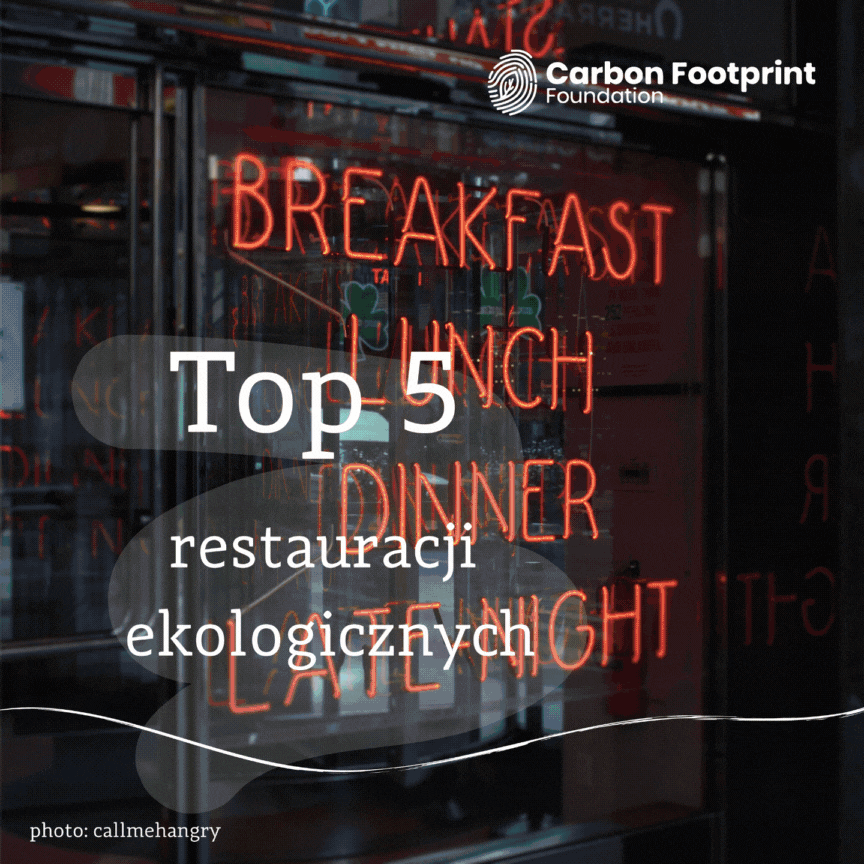 Carbon Footprint
Foundation
BREAKFAST
LUNCH
DINNER
LATE NIGHT
Top 5
restauracji
ekologicznych
photo: callmehangry